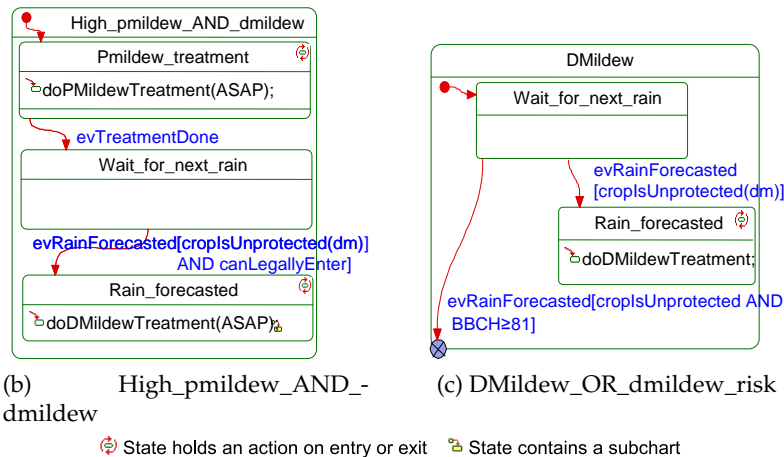 High_pmildew_AND_dmildew
Pmildew_treatment
doPMildewTreatment(ASAP);
evTreatmentDone
Wait_for_next_rain
evRainForecasted[cropIsUnprotected(dm)]
AND canLegallyEnter]
Rain_forecasted
doDMildewTreatment(ASAP);
(b) High_pmildew_AND_-
dmildew
DMildew
Wait_for_next_rain
evRainForecasted
[cropIsUnprotected(dm)]
Rain_forecasted
doDMildewTreatment;
evRainForecasted[cropIsUnprotected AND
BBCH≥81]
(c) DMildew_OR_dmildew_risk
State holds an action on entry or exit
State contains a subchart